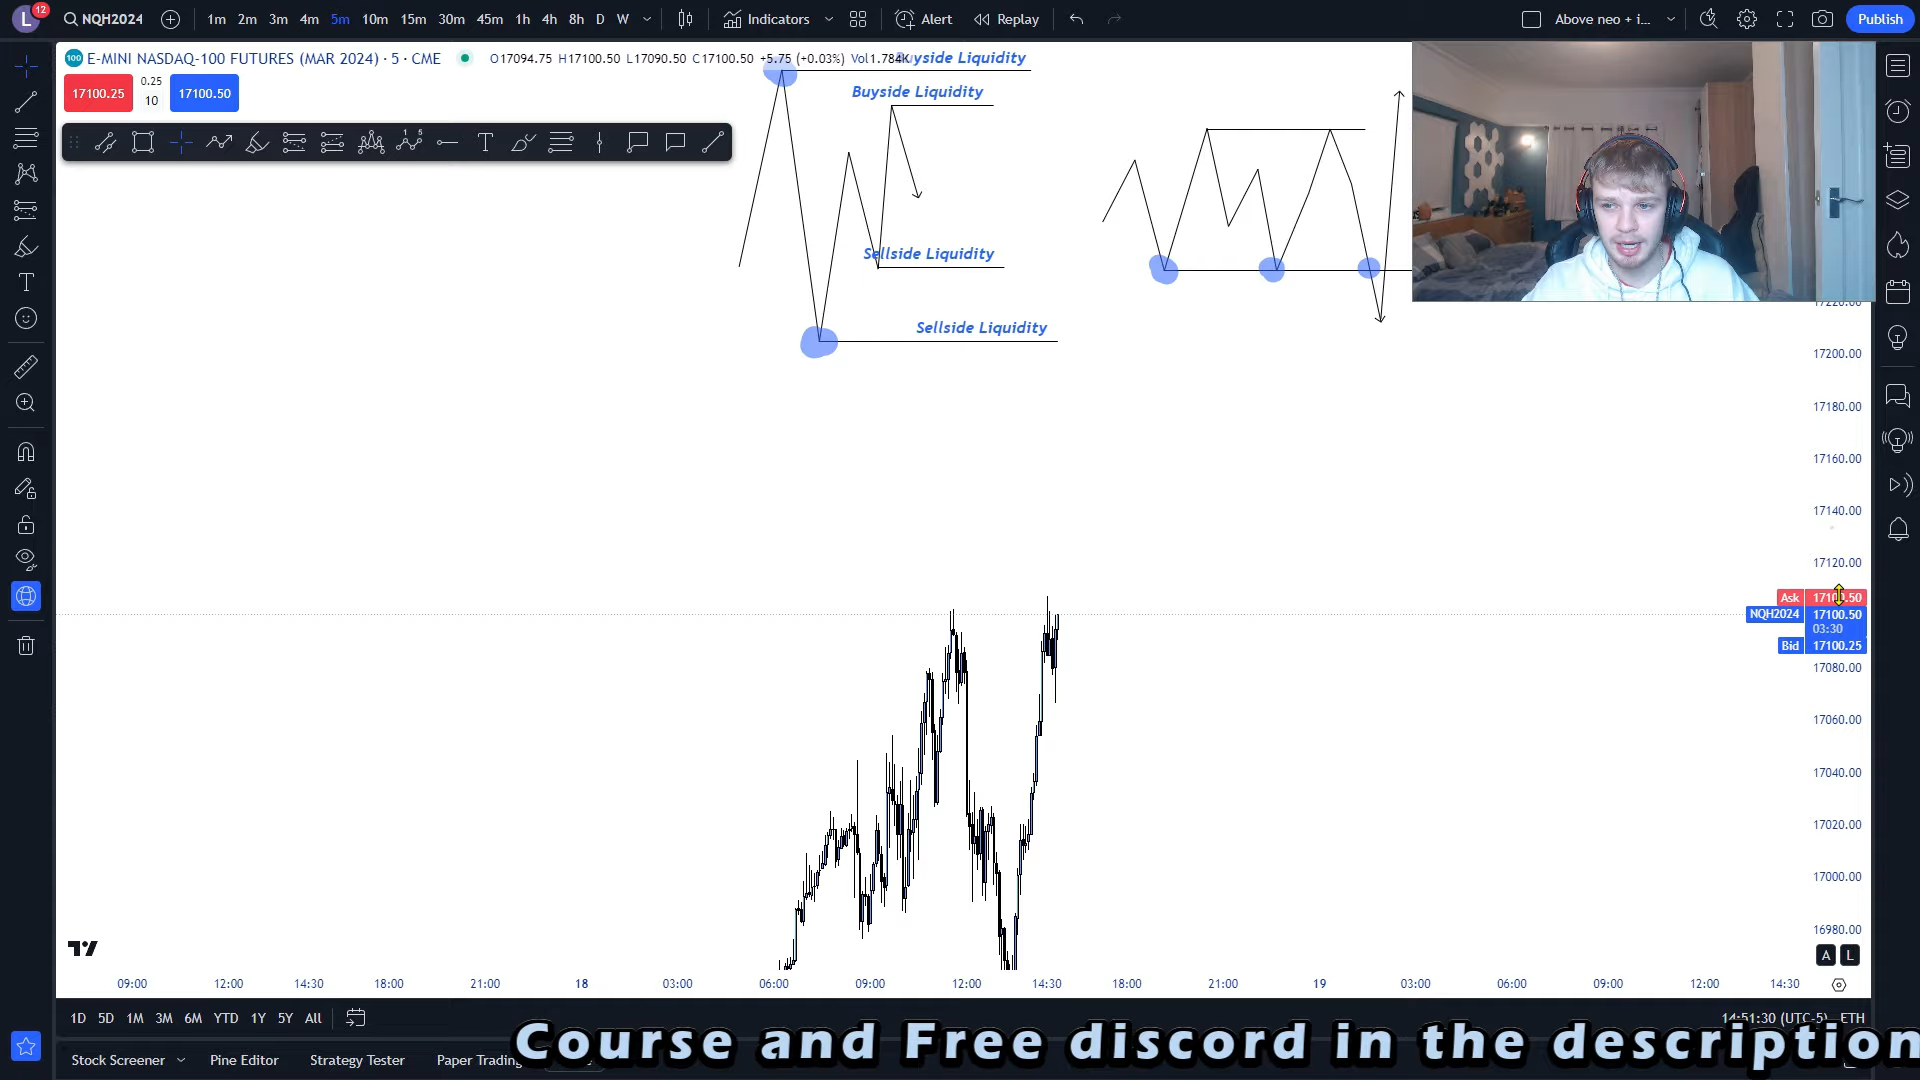 L 12 NQH2024 1m 2m 3m 4m 5m 10m 15m 30m 45m 1h 4h 8h D W Indicators Alert Replay Above neo + i... Publish
100 E-MINI NASDAQ-100 FUTURES (MAR 2024) · 5 · CME O17094.75 H17100.50 L17090.50 C17100.50 +5.75 (+0.03%) Vol1.784K
Buyside Liquidity
17100.25 0.25 10 17100.50
Buyside Liquidity
Sellside Liquidity
Sellside Liquidity
17220.00
17200.00
17180.00
17160.00
17140.00
17120.00
Ask 17100.50
NQH2024 17100.50
03:30
Bid 17100.25
17080.00
17060.00
17040.00
17020.00
17000.00
16980.00
A L
09:00 12:00 14:30 18:00 21:00 18 03:00 06:00 09:00 12:00 14:30 18:00 21:00 19 03:00 06:00 09:00 12:00 14:30
1D 5D 1M 3M 6M YTD 1Y 5Y All 14:51:30 (UTC-5) ETH
Course and Free discord in the description
Stock Screener Pine Editor Strategy Tester Paper Trading